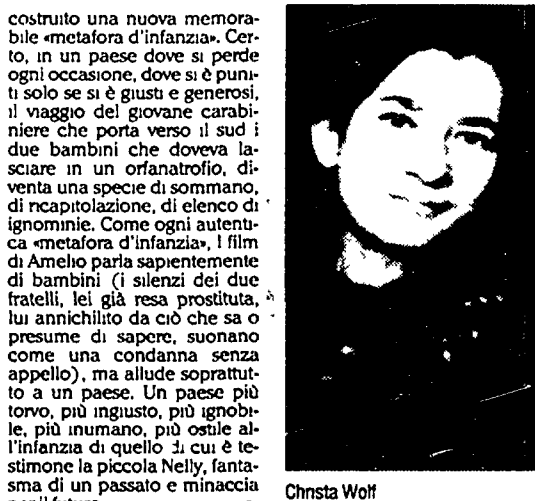 costruito una nuova memora-
bile «metafora d'infanzia». Cer-
to, in un paese dove si perde
ogni occasione, dove si è puni-
ti solo se si è giusti e generosi,
il viaggio del giovane carabi-
niere che porta verso il sud i
due bambini che doveva la-
sciare in un orfanatrofio, di-
venta una specie di sommario,
di ricapitolazione, di elenco di
ignominie. Come ogni autenti-
ca «metafora d'infanzia», l film
di Amelio parla sapientemente
di bambini (i silenzi dei due
fratelli, lei già resa prostituta,
lui annichilito da ciò che sa o
presume di sapere, suonano
come una condanna senza
appello), ma allude soprattut-
to a un paese. Un paese più
torvo, più ingiusto, più ignobi-
le, più inumano, più ostile al-
l'infanzia di quello di cui è te-
stimone la piccola Nelly, fanta-
sma di un passato e minaccia
Christa Wolf